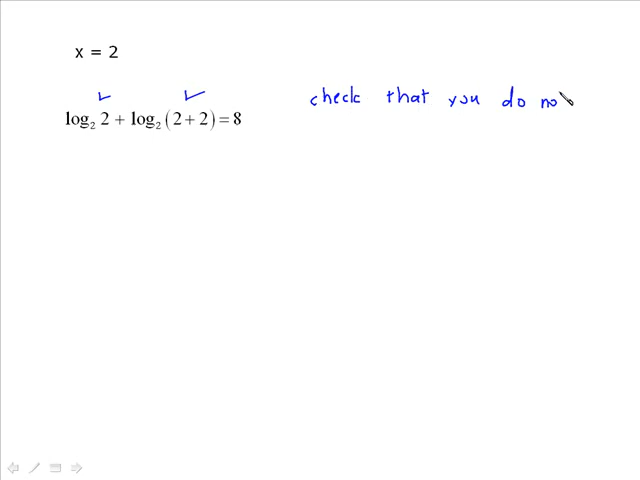 x = 2
log₂ 2 + log₂ (2 + 2) = 8
check that you do no